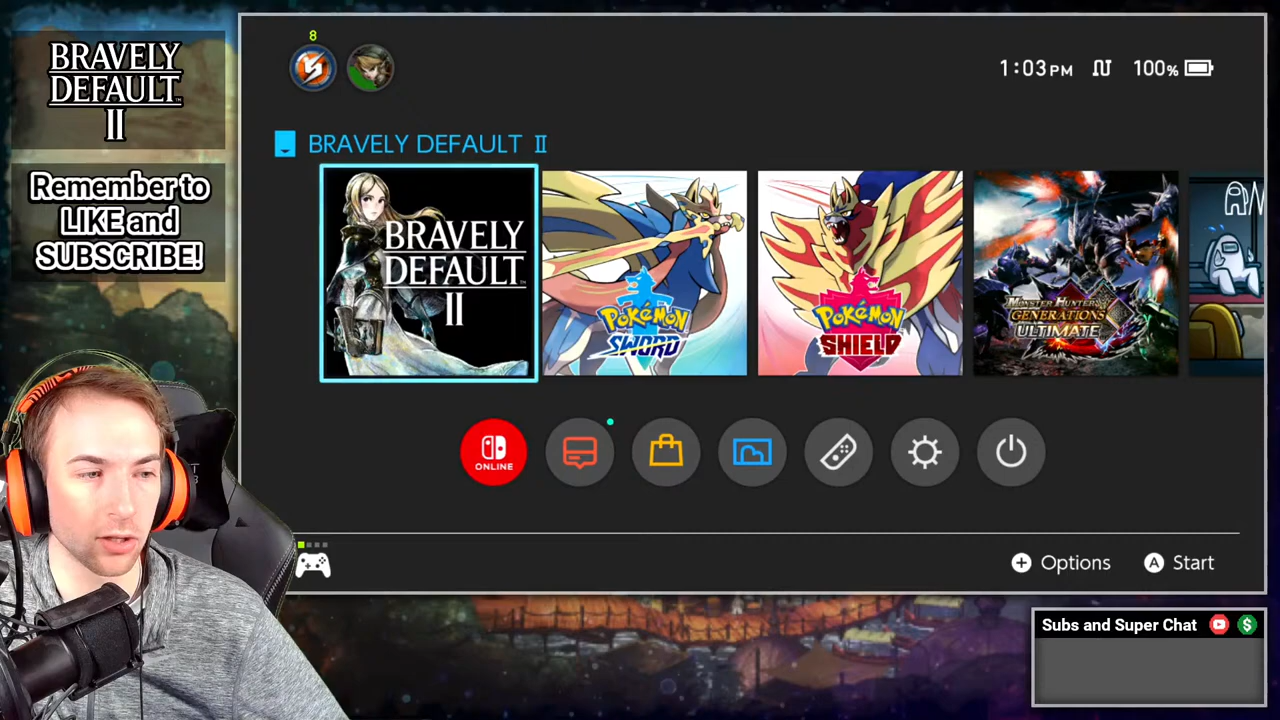 BRAVELY
DEFAULT
II
Remember to
LIKE and
SUBSCRIBE!
8
1:03 PM 100%
BRAVELY DEFAULT II
BRAVELY
DEFAULT
II
POKéMON
SWORD
POKéMON
SHIELD
MONSTER HUNTER
GENERATIONS
ULTIMATE
ONLINE
Options
Start
Subs and Super Chat
$